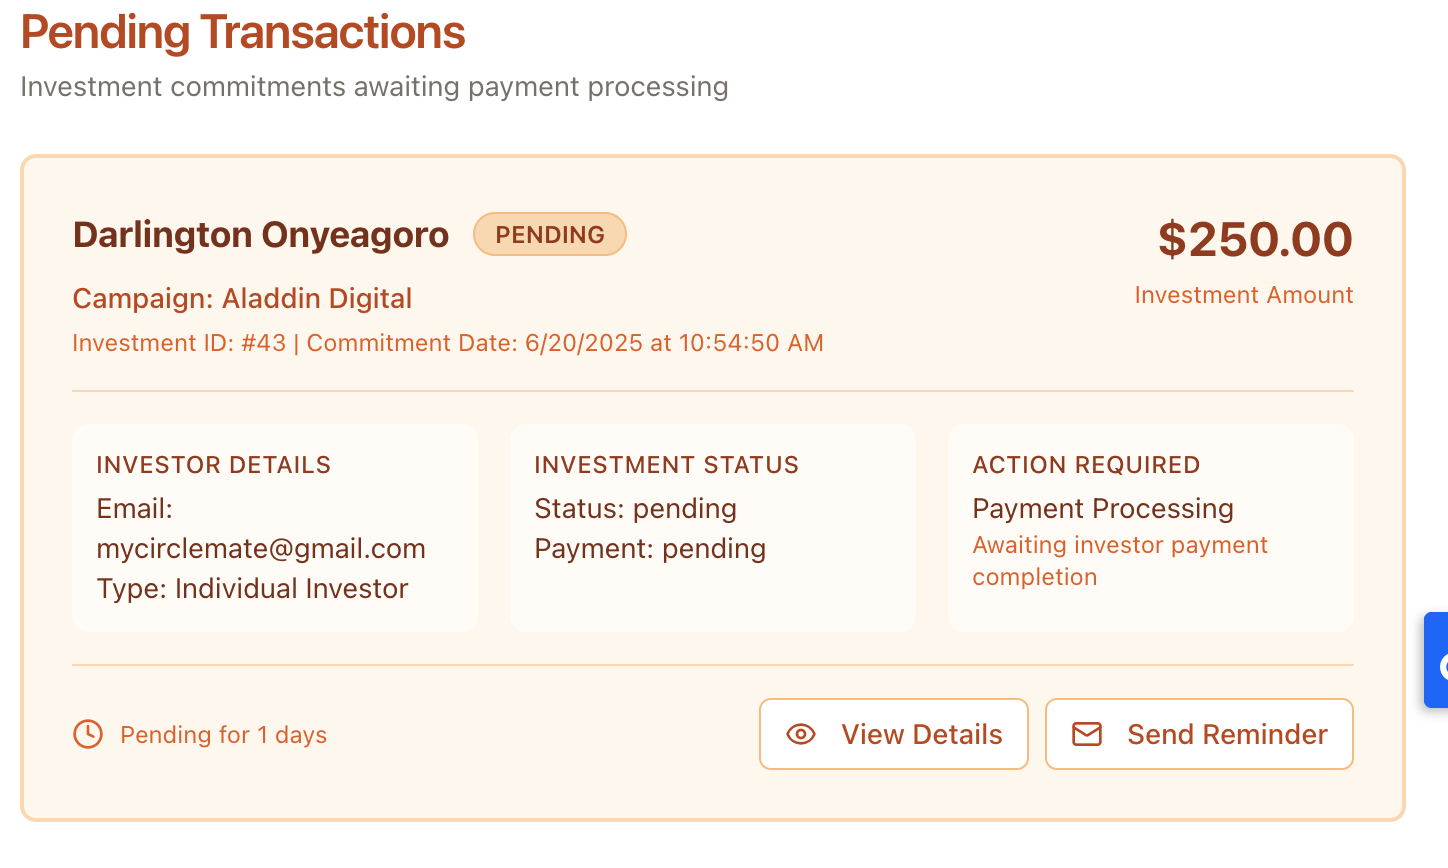 Pending Transactions
Investment commitments awaiting payment processing
Darlington Onyeagoro PENDING
$250.00
Campaign: Aladdin Digital
Investment Amount
Investment ID: #43 | Commitment Date: 6/20/2025 at 10:54:50 AM
INVESTOR DETAILS
Email:
mycirclemate@gmail.com
Type: Individual Investor
INVESTMENT STATUS
Status: pending
Payment: pending
ACTION REQUIRED
Payment Processing
Awaiting investor payment
completion
Pending for 1 days
View Details
Send Reminder